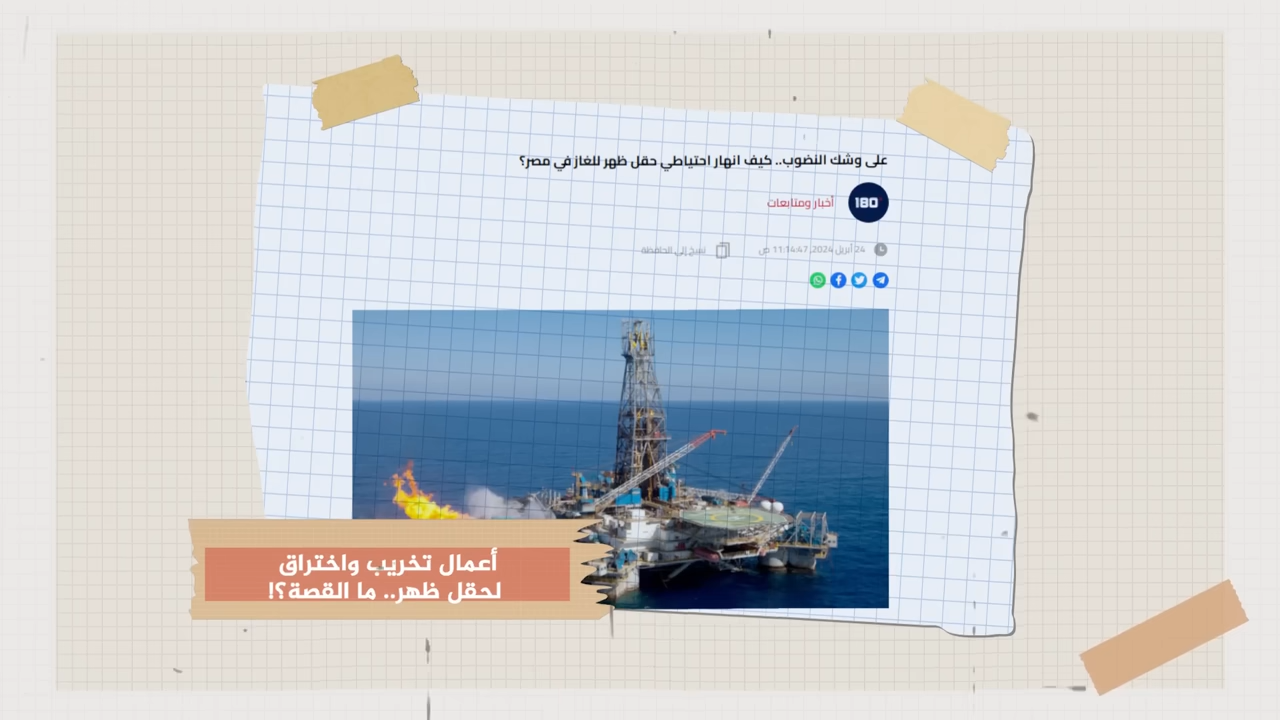 على وشك النضوب.. كيف انهار احتياطي حقل ظهر للغاز في مصر؟
180
أخبار ومتابعات
24 أبريل 2024، 11:14:47 ص
نسخ إلى الحافظة
أعمال تخريب واختراق
لحقل ظهر.. ما القصة؟!